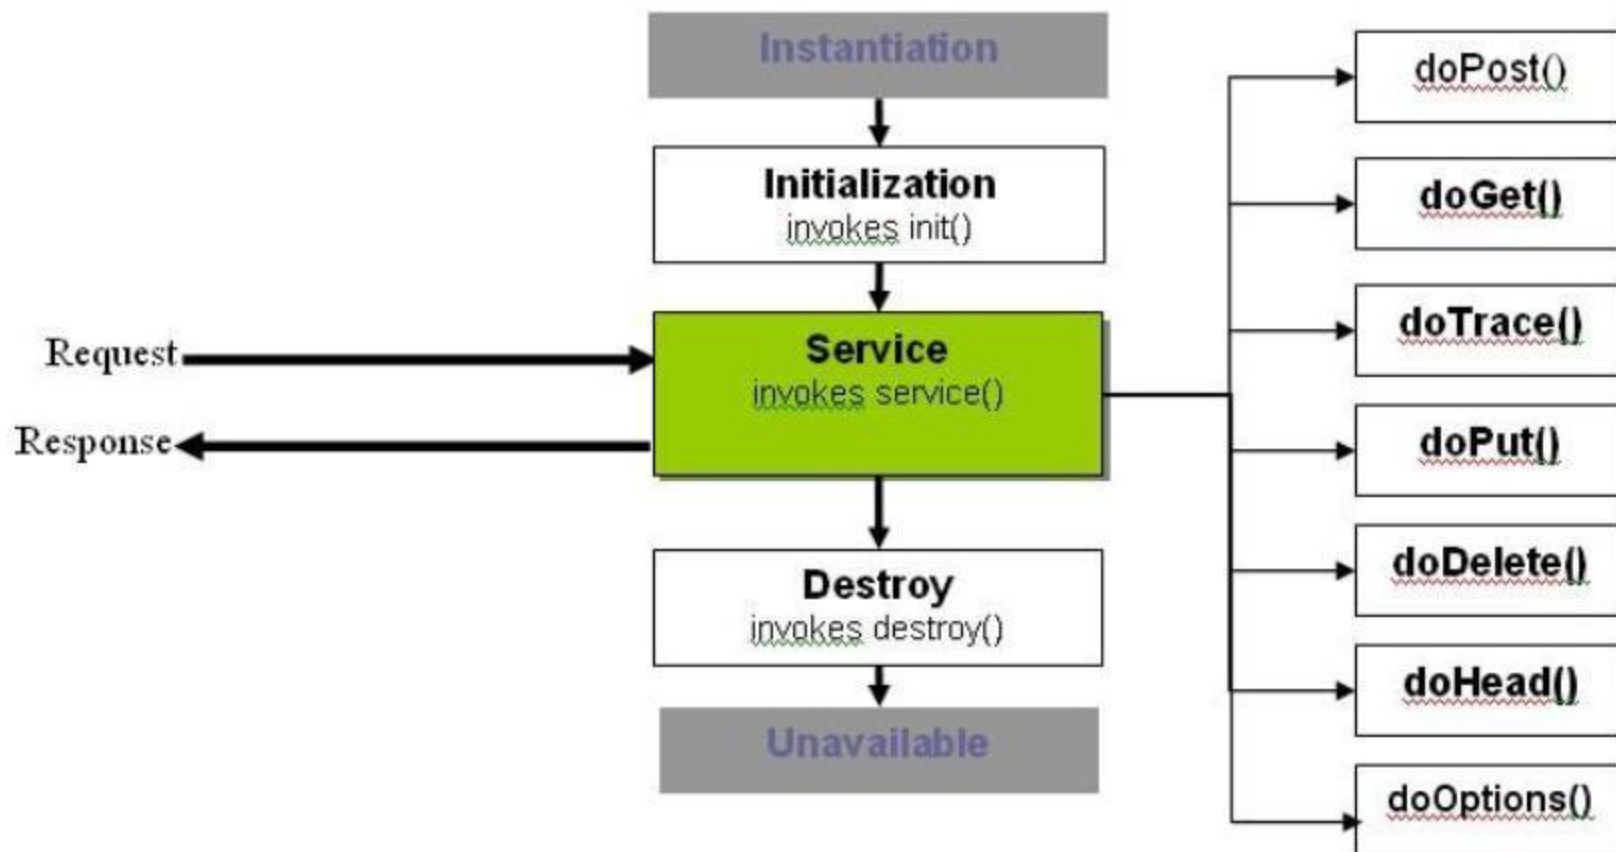 Instantiation
Initialization
invokes init()
Request
Response
Service
invokes service()
Destroy
invokes destroy()
Unavailable
doPost()
doGet()
doTrace()
doPut()
doDelete()
doHead()
doOptions()